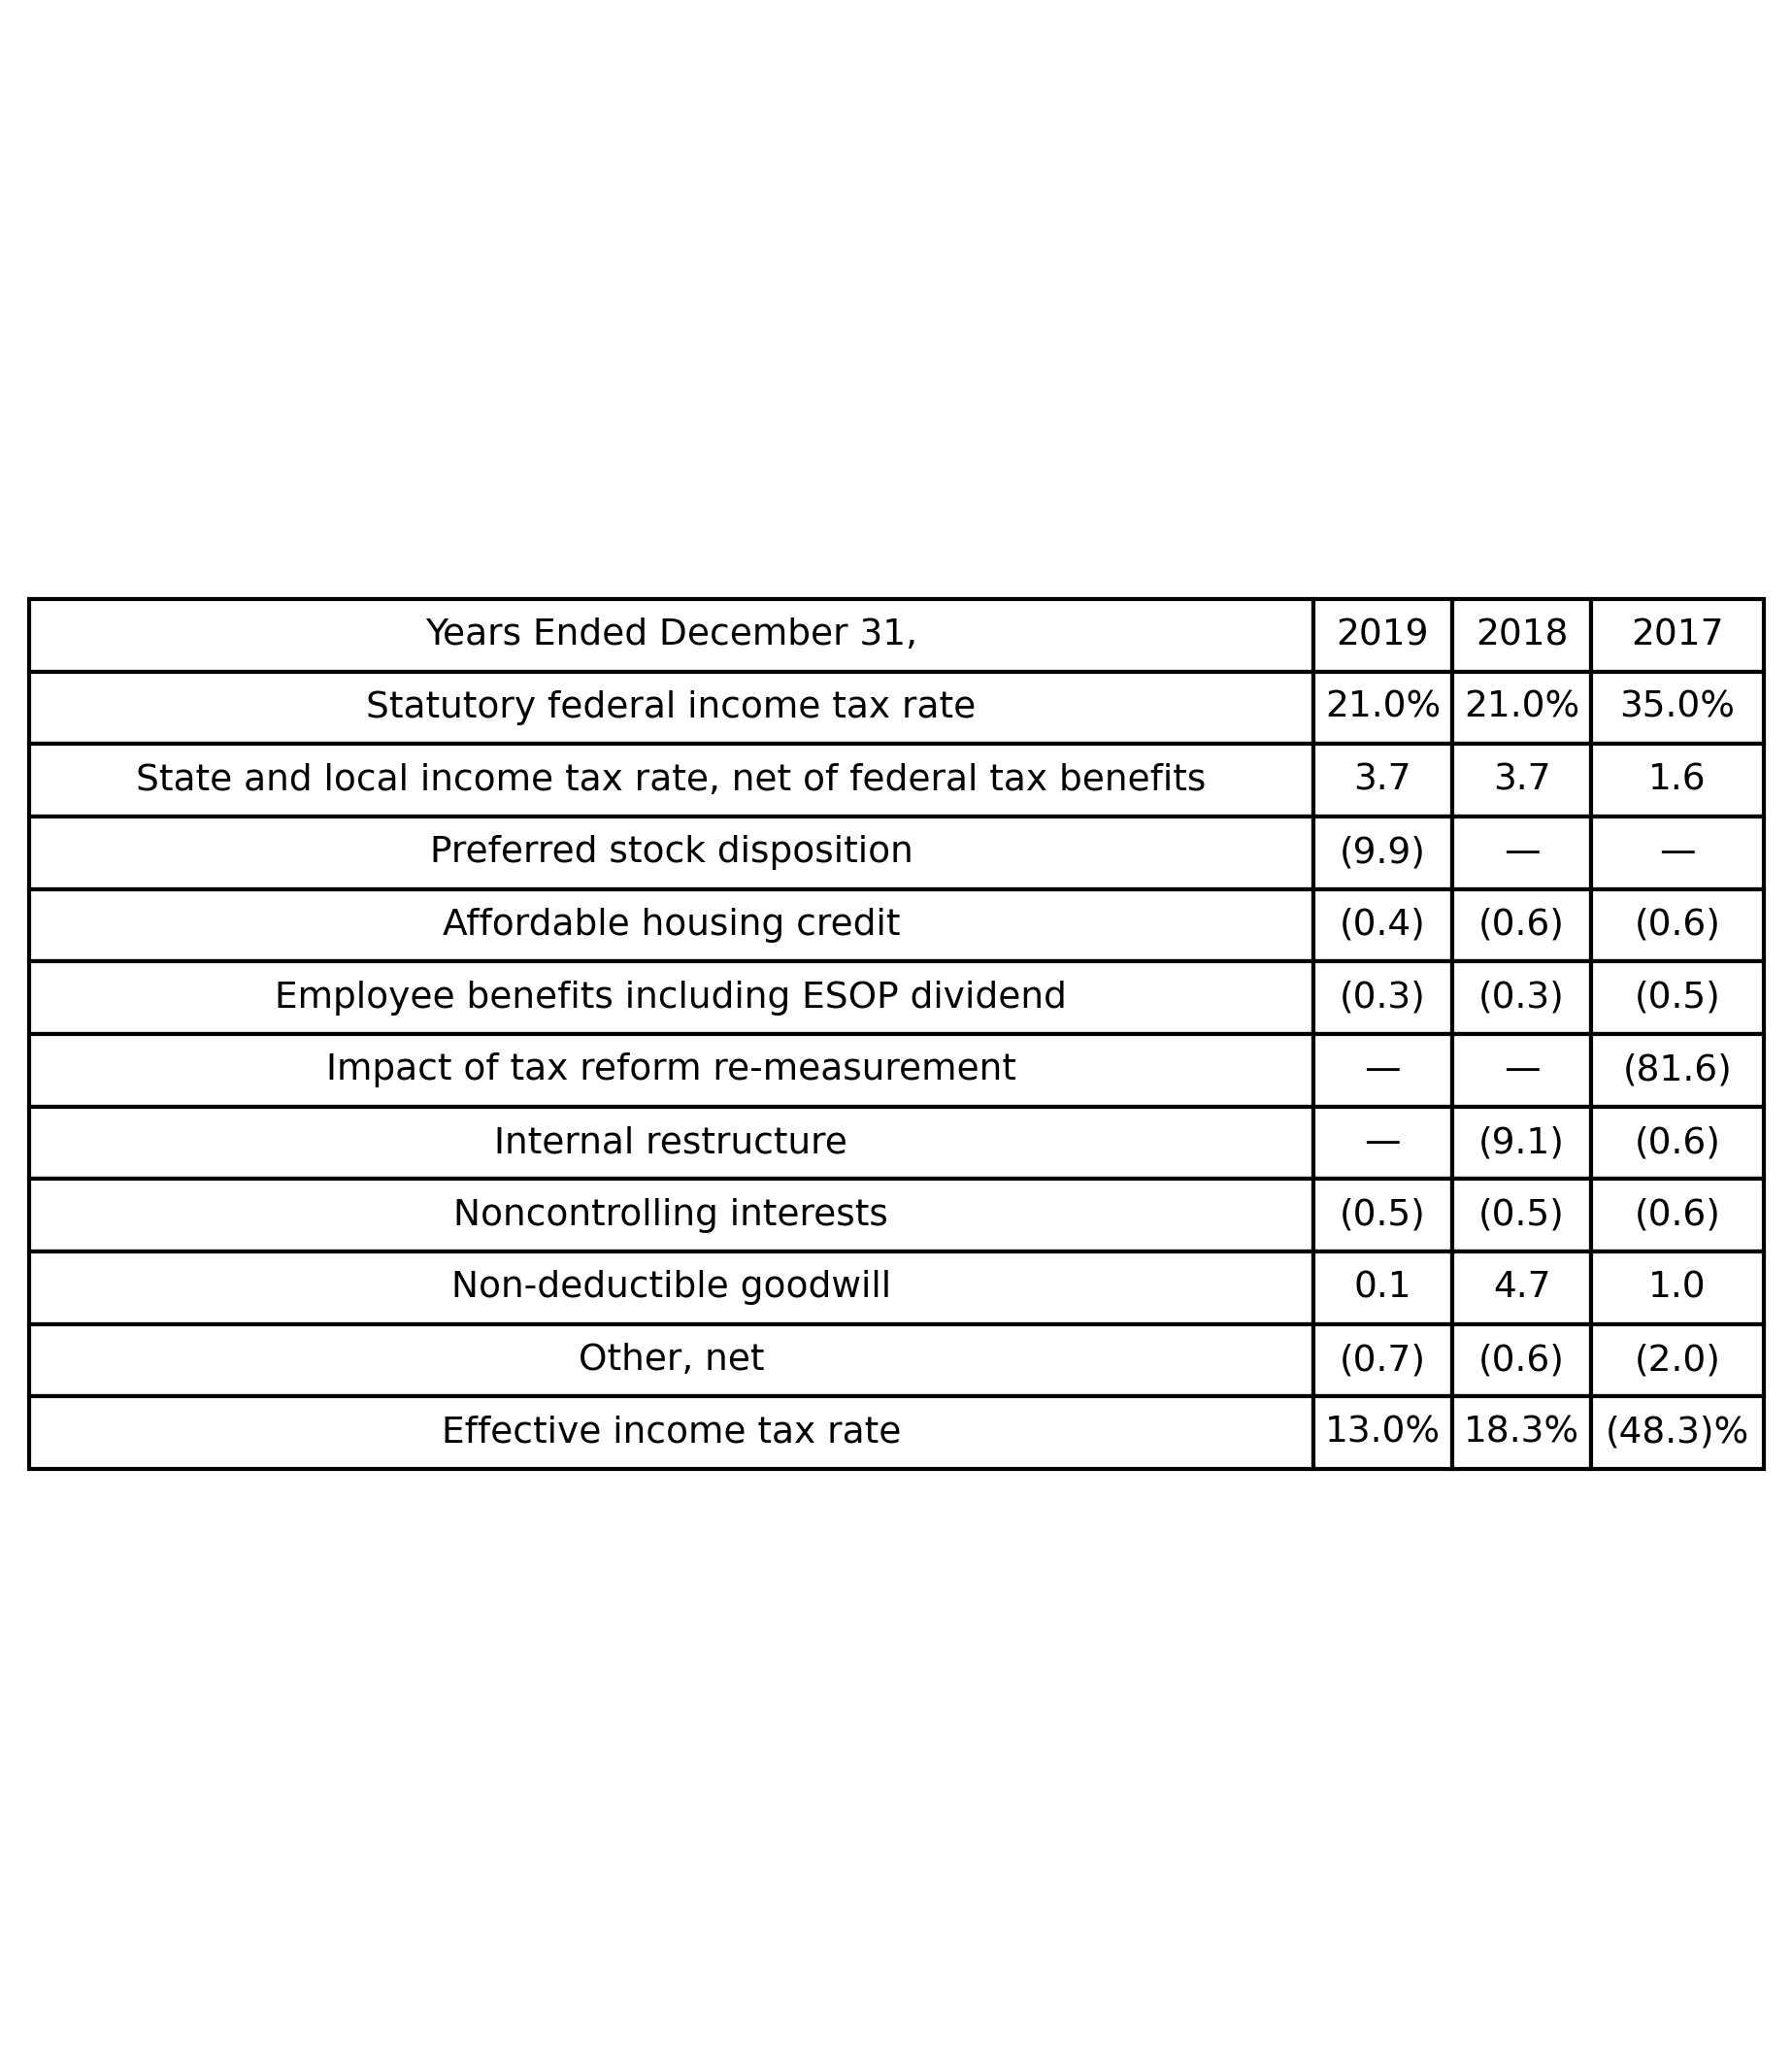 Years Ended December 31, 2019 2018 2017
Statutory federal income tax rate 21.0% 21.0% 35.0%
State and local income tax rate, net of federal tax benefits 3.7 3.7 1.6
Preferred stock disposition (9.9) — —
Affordable housing credit (0.4) (0.6) (0.6)
Employee benefits including ESOP dividend (0.3) (0.3) (0.5)
Impact of tax reform re-measurement — — (81.6)
Internal restructure — (9.1) (0.6)
Noncontrolling interests (0.5) (0.5) (0.6)
Non-deductible goodwill 0.1 4.7 1.0
Other, net (0.7) (0.6) (2.0)
Effective income tax rate 13.0% 18.3% (48.3)%